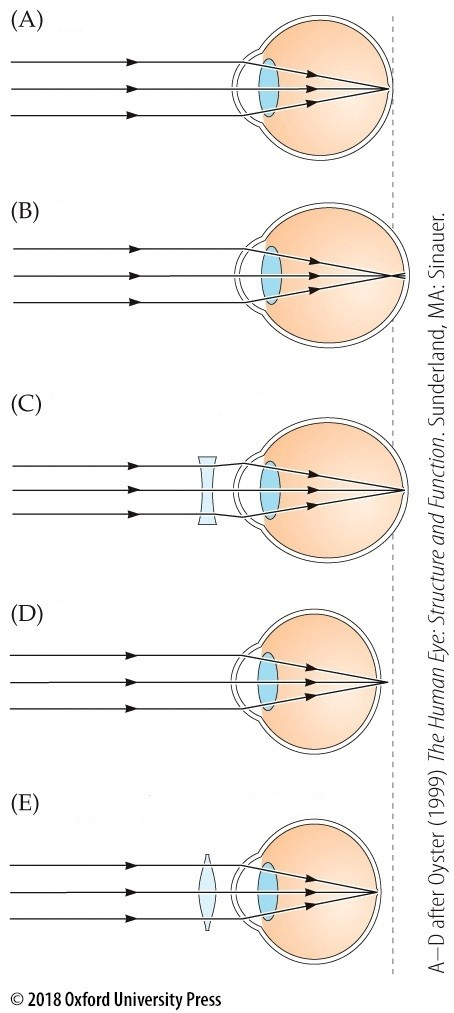 (A)
(B)
(C)
(D)
(E)
A–D after Oyster (1999) The Human Eye: Structure and Function. Sunderland, MA: Sinauer.
© 2018 Oxford University Press